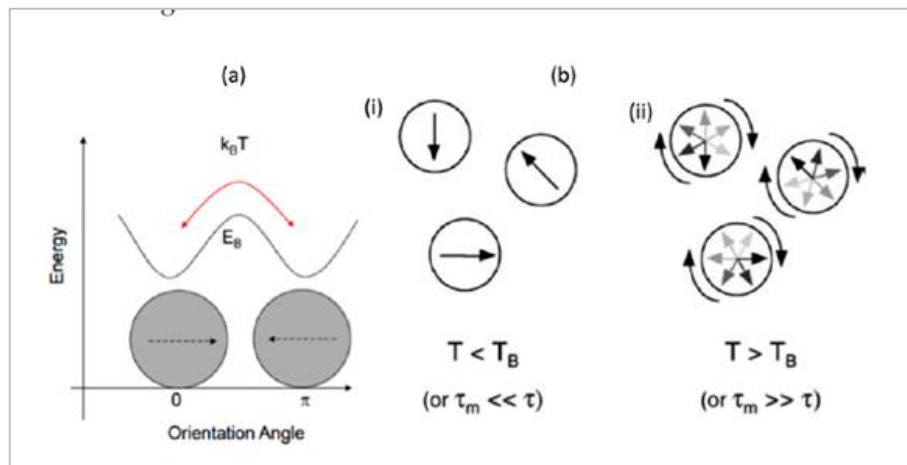 (a)
(b)
(i)
(ii)
k_BT
E_B
Energy
0
π
Orientation Angle
T < T_B
(or τ_m << τ)
T > T_B
(or τ_m >> τ)